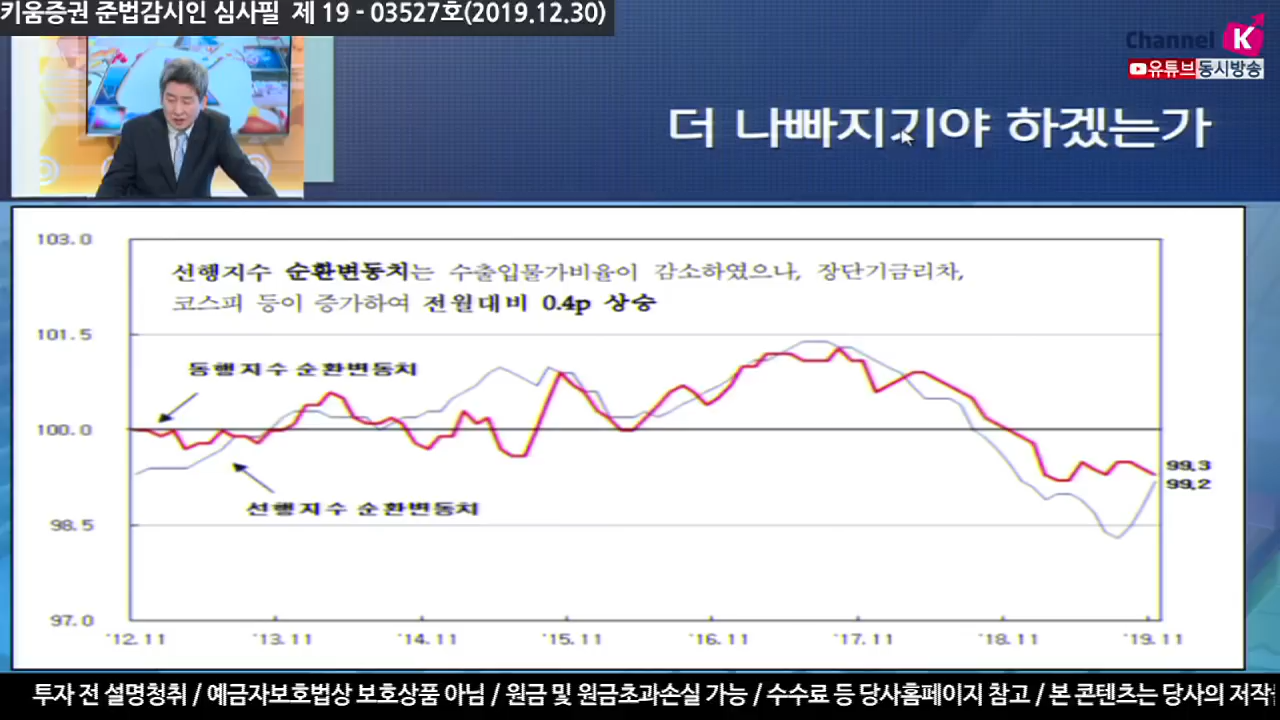 키움증권 준법감시인 심사필 제 19 - 03527호(2019.12.30)
Channel K
유튜브 동시방송
더 나빠지기야 하겠는가
103.0
선행지수 순환변동치는 수출입물가비율이 감소하였으나, 장단기금리차,
코스피 등이 증가하여 전월대비 0.4p 상승
101.5
동행지수 순환변동치
100.0
99.3
99.2
선행지수 순환변동치
98.5
97.0
'12.11 '13.11 '14.11 '15.11 '16.11 '17.11 '18.11 '19.11
투자 전 설명청취 / 예금자보호법상 보호상품 아님 / 원금 및 원금초과손실 가능 / 수수료 등 당사홈페이지 참고 / 본 콘텐츠는 당사의 저작